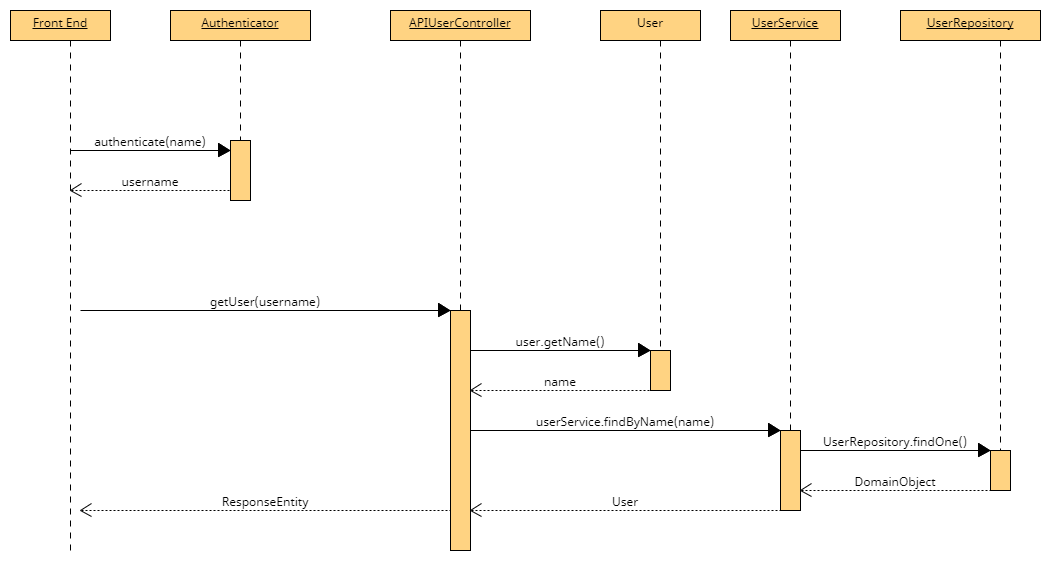 Front End
Authenticator
APIUserController
User
UserService
UserRepository
authenticate(name)
username
getUser(username)
user.getName()
name
userService.findByName(name)
UserRepository.findOne()
DomainObject
User
ResponseEntity